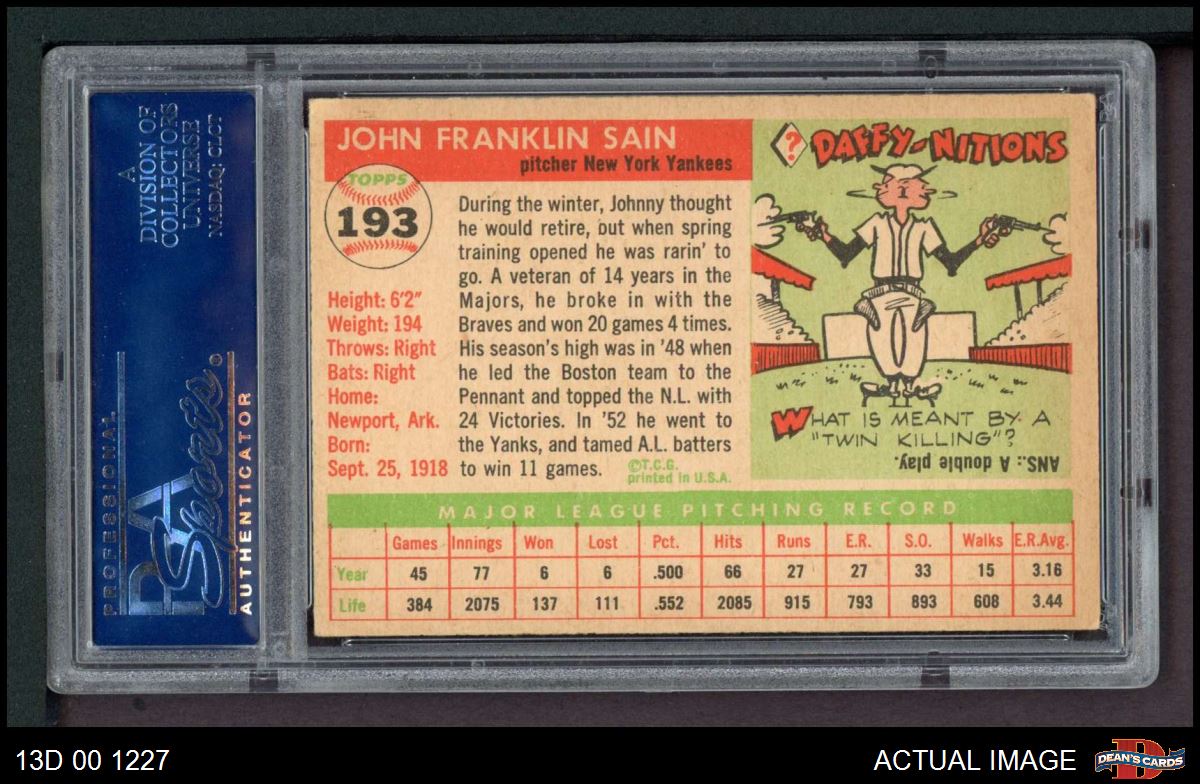 A
DIVISION OF
COLLECTORS
UNIVERSE
NASDAQ: CLCT
PROFESSIONAL
PSA
Sports®
AUTHENTICATOR
JOHN FRANKLIN SAIN
pitcher New York Yankees
TOPPS
193
Height: 6'2"
Weight: 194
Throws: Right
Bats: Right
Home:
Newport, Ark.
Born:
Sept. 25, 1918
During the winter, Johnny thought
he would retire, out when spring
training opened he was rarin' to
go. A veteran of 14 years in the
Majors, he broke in with the
Braves and won 20 games 4 times.
His season's high was in '48 when
he led the Boston team to the
Pennant and topped the N.L. with
24 Victories. In '52 he went to
the Yanks, and tamed A.L. batters
to win 11 games.
©T.C.G.
printed in U.S.A.
? DAFFY-NITIONS
WHAT IS MEANT BY A
"TWIN KILLING"?
ANS.: A double play.
MAJOR LEAGUE PITCHING RECORD
Games Innings Won Lost Pct. Hits Runs E.R. S.O. Walks E.R.Avg.
Year 45 77 6 6 .500 66 27 27 33 15 3.16
Life 384 2075 137 111 .552 2085 915 793 893 608 3.44
13D 00 1227
ACTUAL IMAGE
D
DEAN'S CARDS